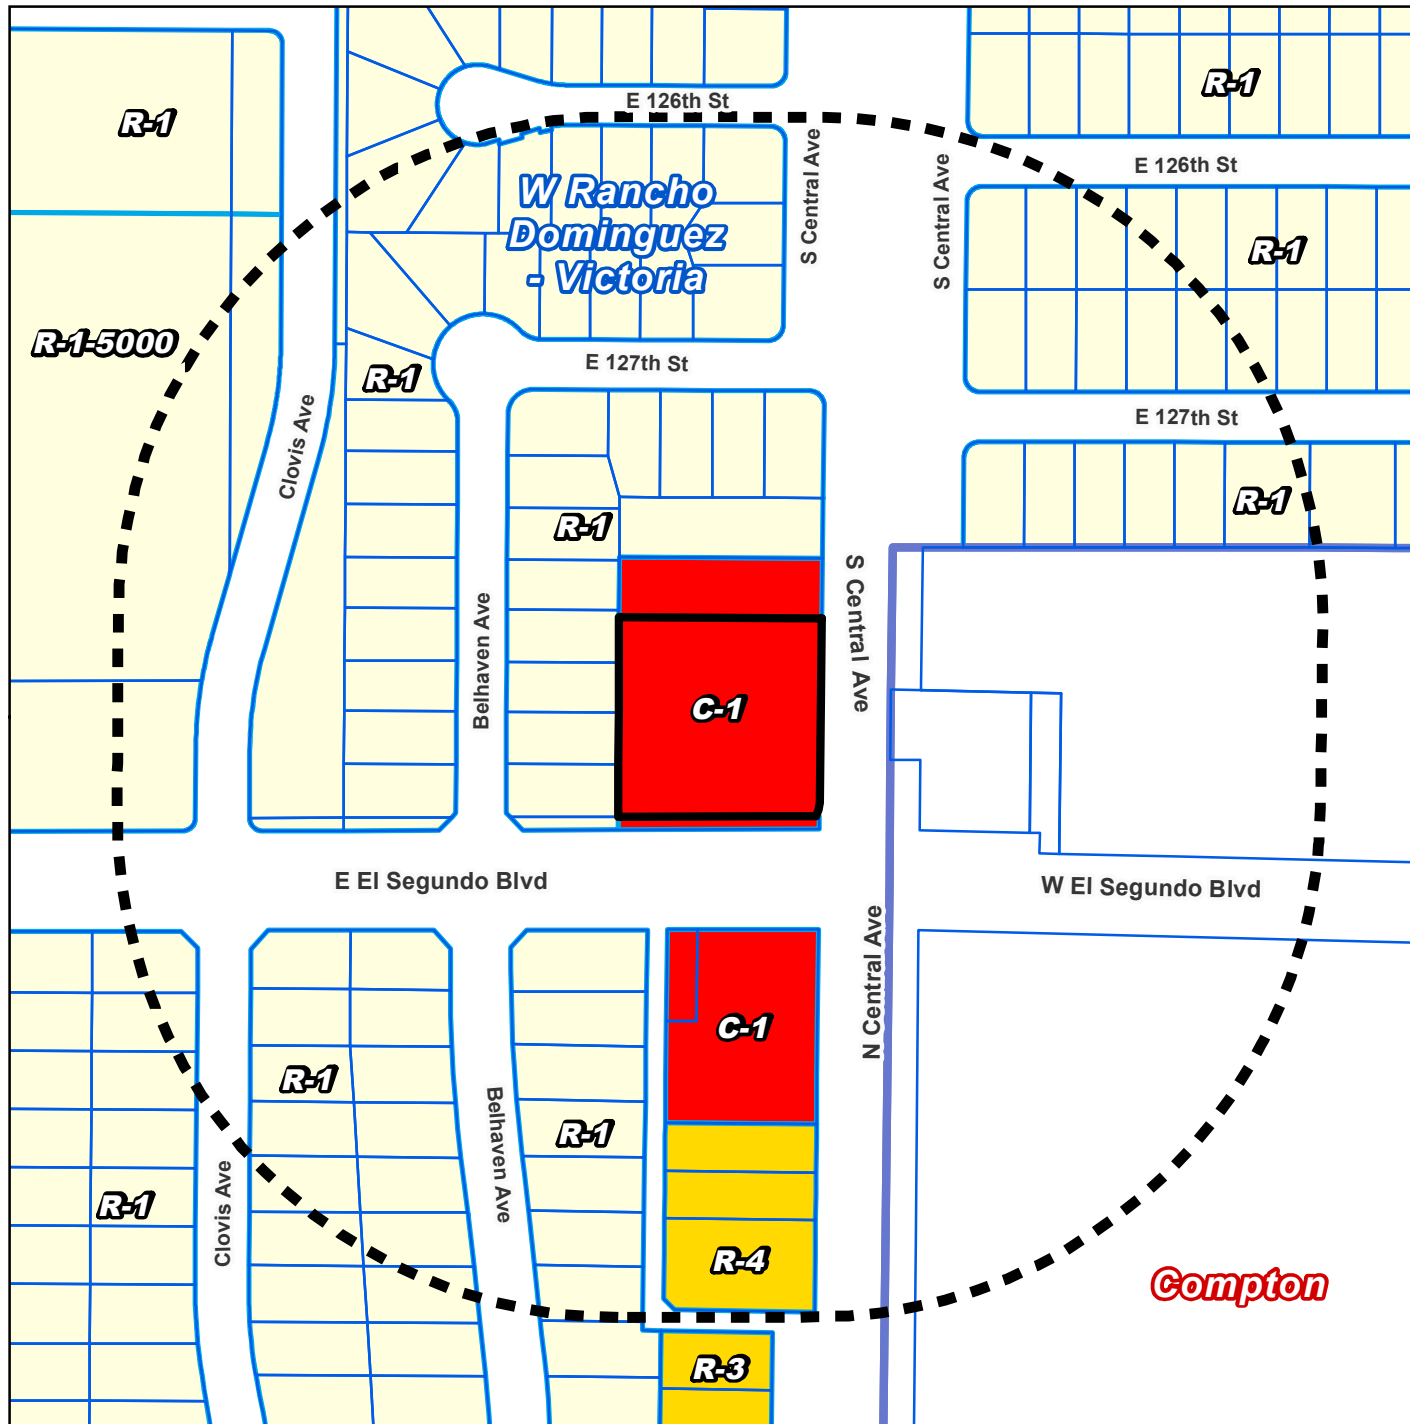 E 126th St
R-1
R-1
S Central Ave
S Central Ave
E 126th St
W Rancho
Dominguez
- Victoria
R-1
R-1-5000
E 127th St
R-1
Clovis Ave
E 127th St
R-1
R-1
S Central Ave
Belhaven Ave
C-1
E El Segundo Blvd
W El Segundo Blvd
N Central Ave
C-1
R-1
R-1
Belhaven Ave
R-1
Clovis Ave
R-4
Compton
R-3